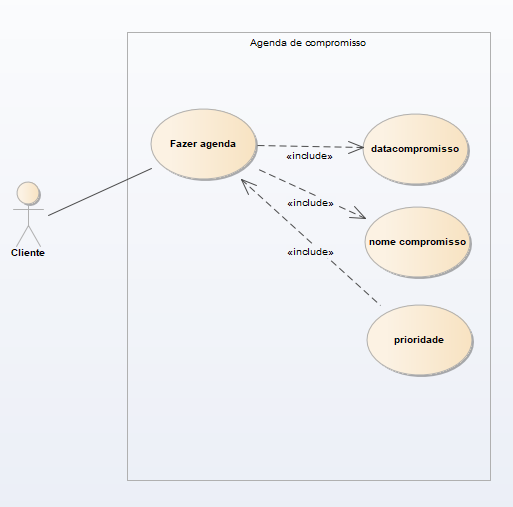 Agenda de compromisso
Fazer agenda
datacompromisso
«include»
«include»
nome compromisso
Cliente
«include»
prioridade